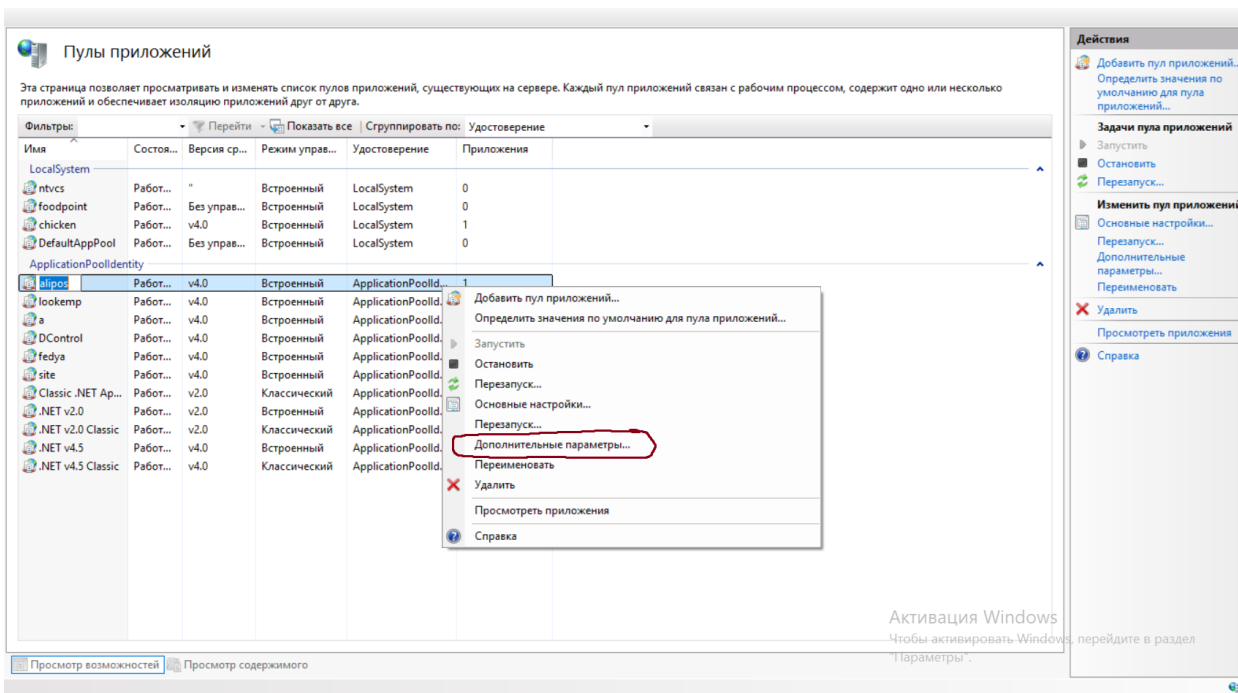 Пулы приложений
Эта страница позволяет просматривать и изменять список пулов приложений, существующих на сервере. Каждый пул приложений связан с рабочим процессом, содержит одно или несколько
приложений и обеспечивает изоляцию приложений друг от друга.
Фильтры: Перейти Показать все Сгруппировать по: Удостоверение
Имя Состоя... Версия ср... Режим управ... Удостоверение Приложения
LocalSystem
ntvcs Работ... " Встроенный LocalSystem 0
foodpoint Работ... Без управ... Встроенный LocalSystem 0
chicken Работ... v4.0 Встроенный LocalSystem 1
DefaultAppPool Работ... Без управ... Встроенный LocalSystem 0
ApplicationPoolIdentity
alipos Работ... v4.0 Встроенный ApplicationPoolId... 1
lookemp Работ... v4.0 Встроенный ApplicationPoolId.
a Работ... v4.0 Встроенный ApplicationPoolId.
DControl Работ... v4.0 Встроенный ApplicationPoolId.
fedya Работ... v4.0 Встроенный ApplicationPoolId.
site Работ... v4.0 Встроенный ApplicationPoolId.
Classic .NET Ap... Работ... v2.0 Классический ApplicationPoolId.
.NET v2.0 Работ... v2.0 Встроенный ApplicationPoolId.
.NET v2.0 Classic Работ... v2.0 Классический ApplicationPoolId.
.NET v4.5 Работ... v4.0 Встроенный ApplicationPoolId.
.NET v4.5 Classic Работ... v4.0 Классический ApplicationPoolId.
Добавить пул приложений...
Определить значения по умолчанию для пула приложений...
Запустить
Остановить
Перезапуск...
Основные настройки...
Перезапуск...
Дополнительные параметры...
Переименовать
Удалить
Просмотреть приложения
Справка
Просмотр возможностей Просмотр содержимого
Действия
Добавить пул приложений..
Определить значения по
умолчанию для пула
приложений...
Задачи пула приложений
Запустить
Остановить
Перезапуск...
Изменить пул приложений
Основные настройки...
Перезапуск...
Дополнительные
параметры...
Переименовать
Удалить
Просмотреть приложения
Справка
Активация Windows
Чтобы активировать Windows, перейдите в раздел
"Параметры".